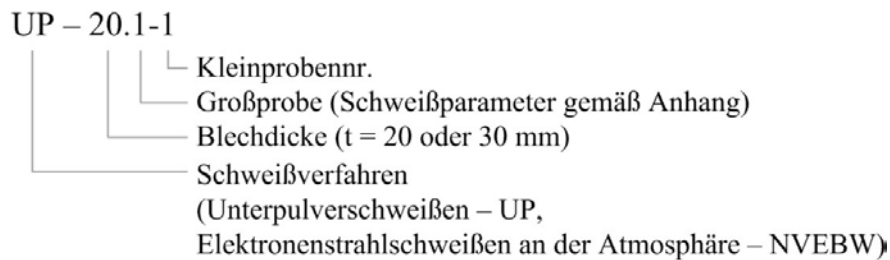 UP – 20.1-1
Kleinprobennr.
Großprobe (Schweißparameter gemäß Anhang)
Blechdicke (t = 20 oder 30 mm)
Schweißverfahren
(Unterpulverschweißen – UP,
Elektronenstrahlschweißen an der Atmosphäre – NVEBW)